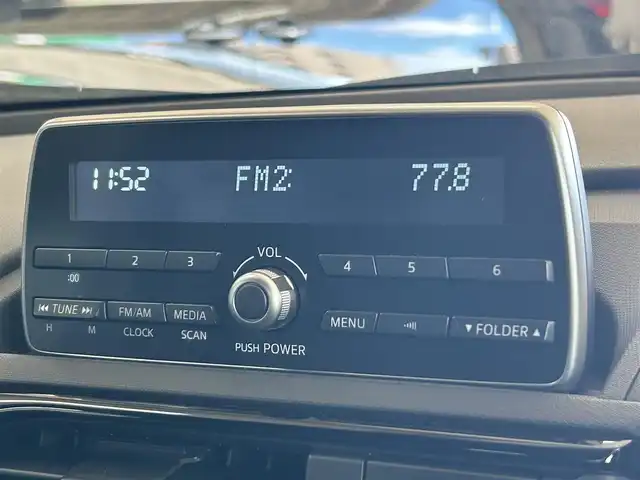 11:52 FM2: 77.8
VOL
1 2 3 4 5 6
:00
TUNE FM/AM MEDIA MENU FOLDER
H M CLOCK SCAN
PUSH POWER